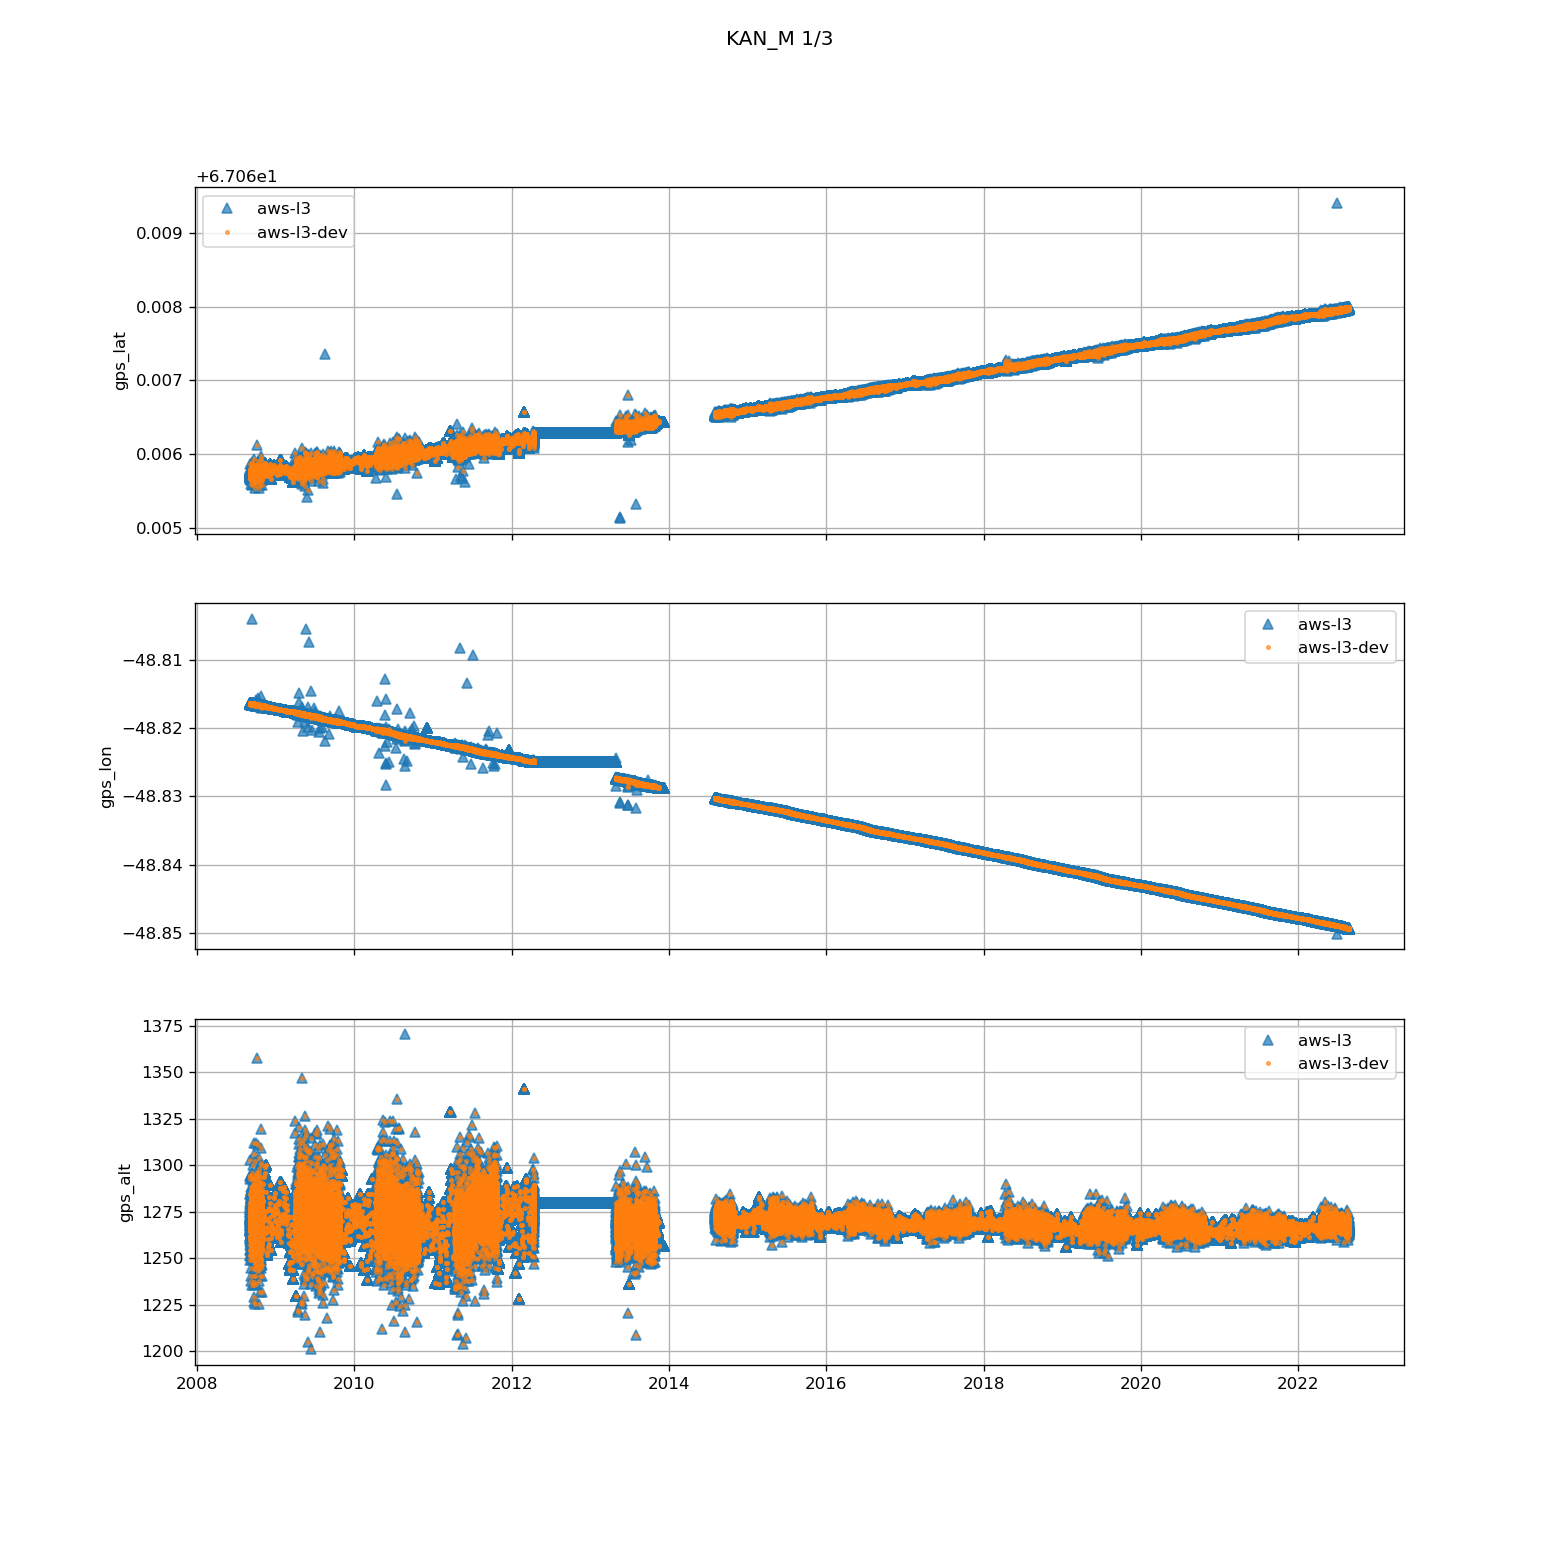 KAN_M 1/3
+6.706e1
aws-l3
aws-l3-dev
0.009
0.008
0.007
0.006
0.005
gps_lat
aws-l3
aws-l3-dev
−48.81
−48.82
−48.83
−48.84
−48.85
gps_lon
aws-l3
aws-l3-dev
1375
1350
1325
1300
1275
1250
1225
1200
gps_alt
2008 2010 2012 2014 2016 2018 2020 2022